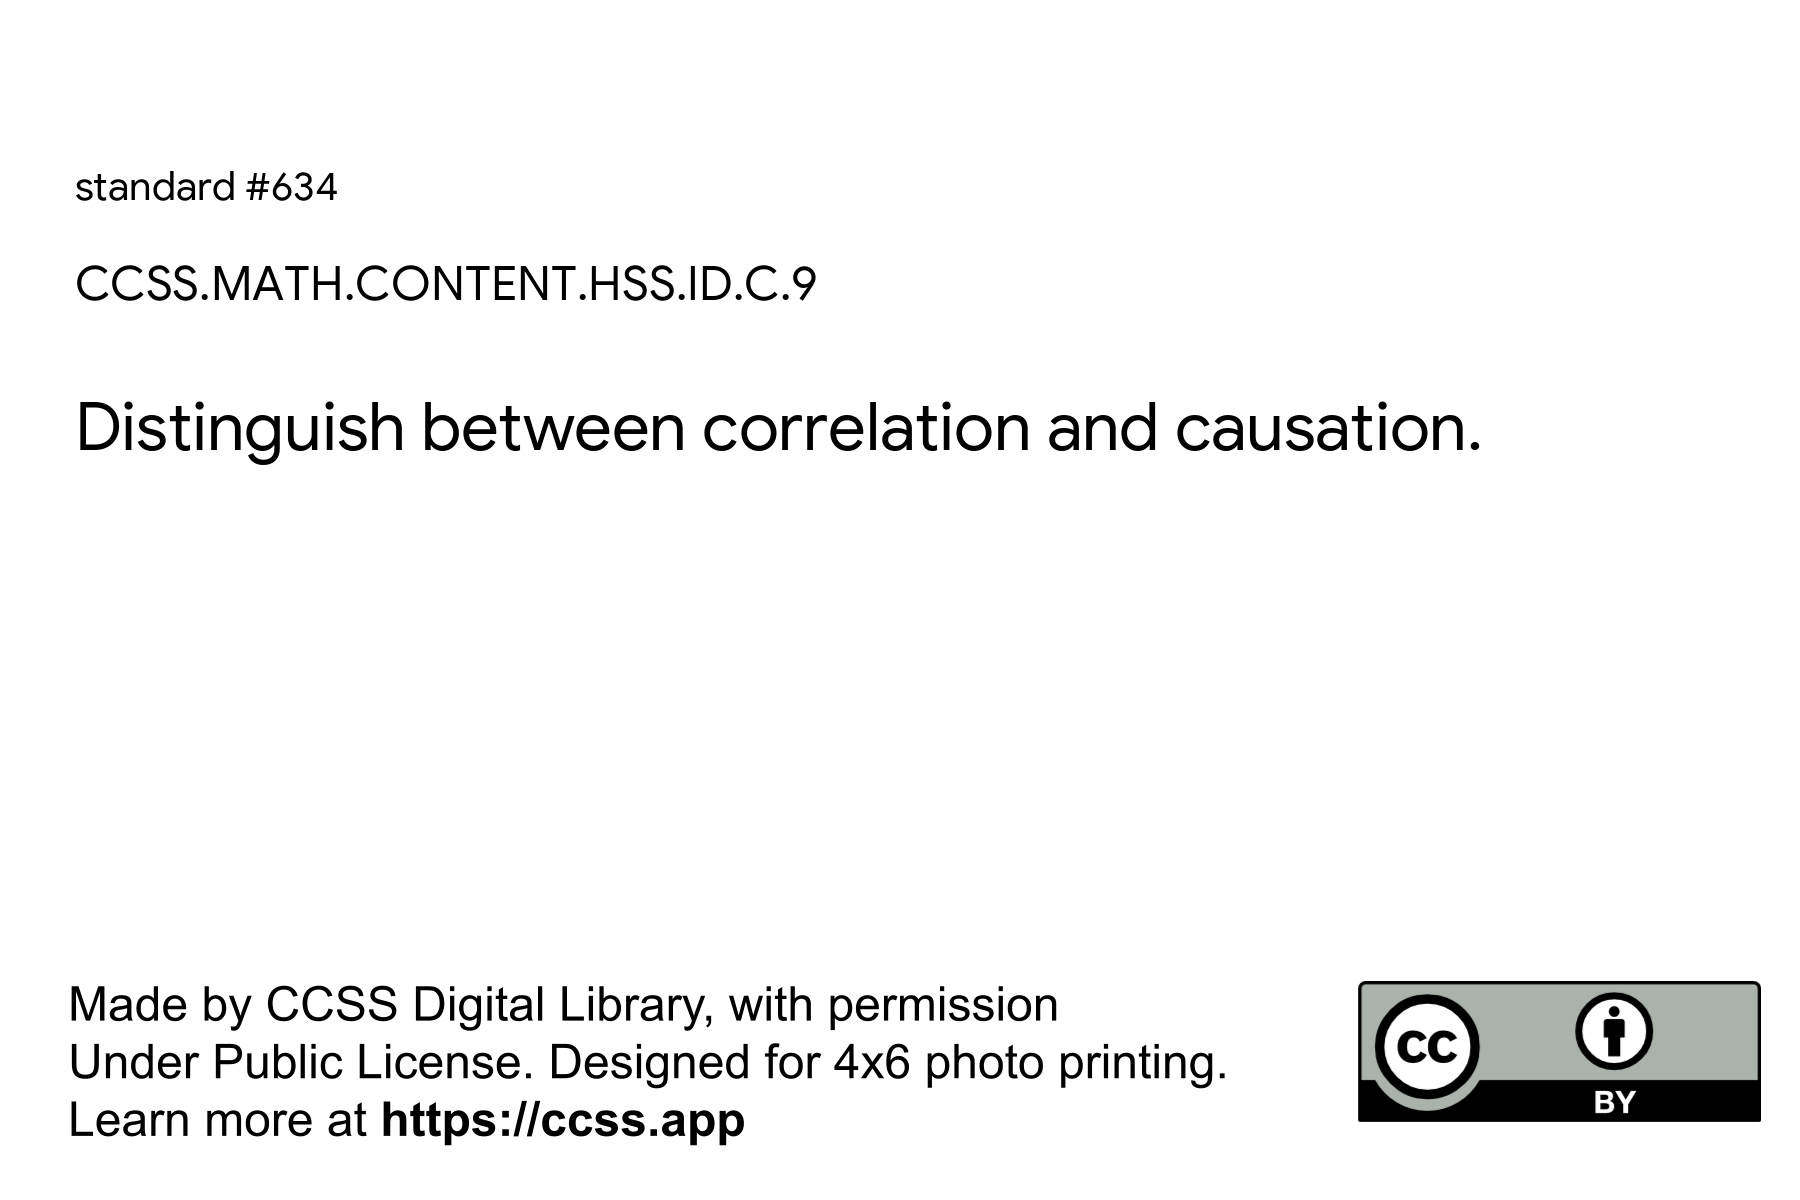 standard #634
CCSS.MATH.CONTENT.HSS.ID.C.9
Distinguish between correlation and causation.
Made by CCSS Digital Library, with permission
Under Public License. Designed for 4x6 photo printing.
Learn more at https://ccss.app
cc
BY